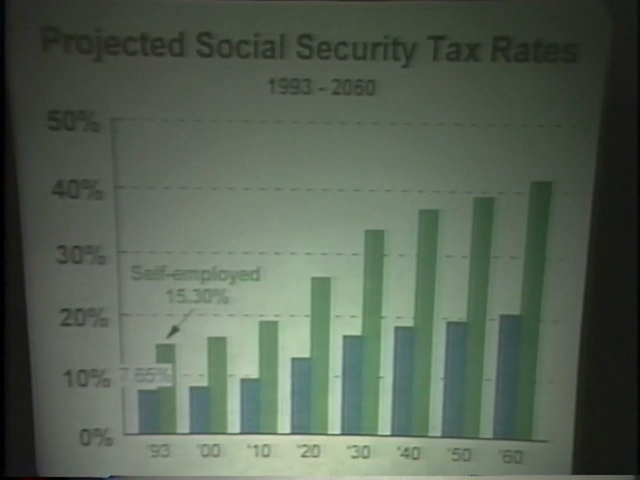 Projected Social Security Tax Rates
1993 - 2060
50%
40%
30%
Self-employed
15.30%
20%
10%
7.65%
0%
'93 '00 '10 '20 '30 '40 '50 '60